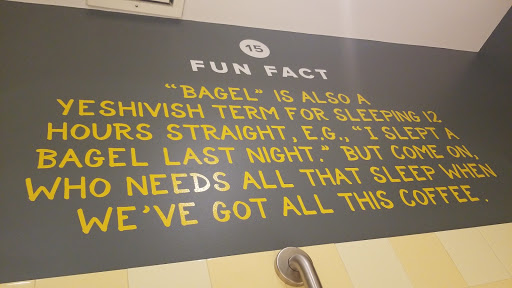 15
FUN FACT
“BAGEL” IS ALSO A
YESHIVISH TERM FOR SLEEPING 12
HOURS STRAIGHT, E.G., “I SLEPT A
BAGEL LAST NIGHT.” BUT COME ON,
WHO NEEDS ALL THAT SLEEP WHEN
WE’VE GOT ALL THIS COFFEE.